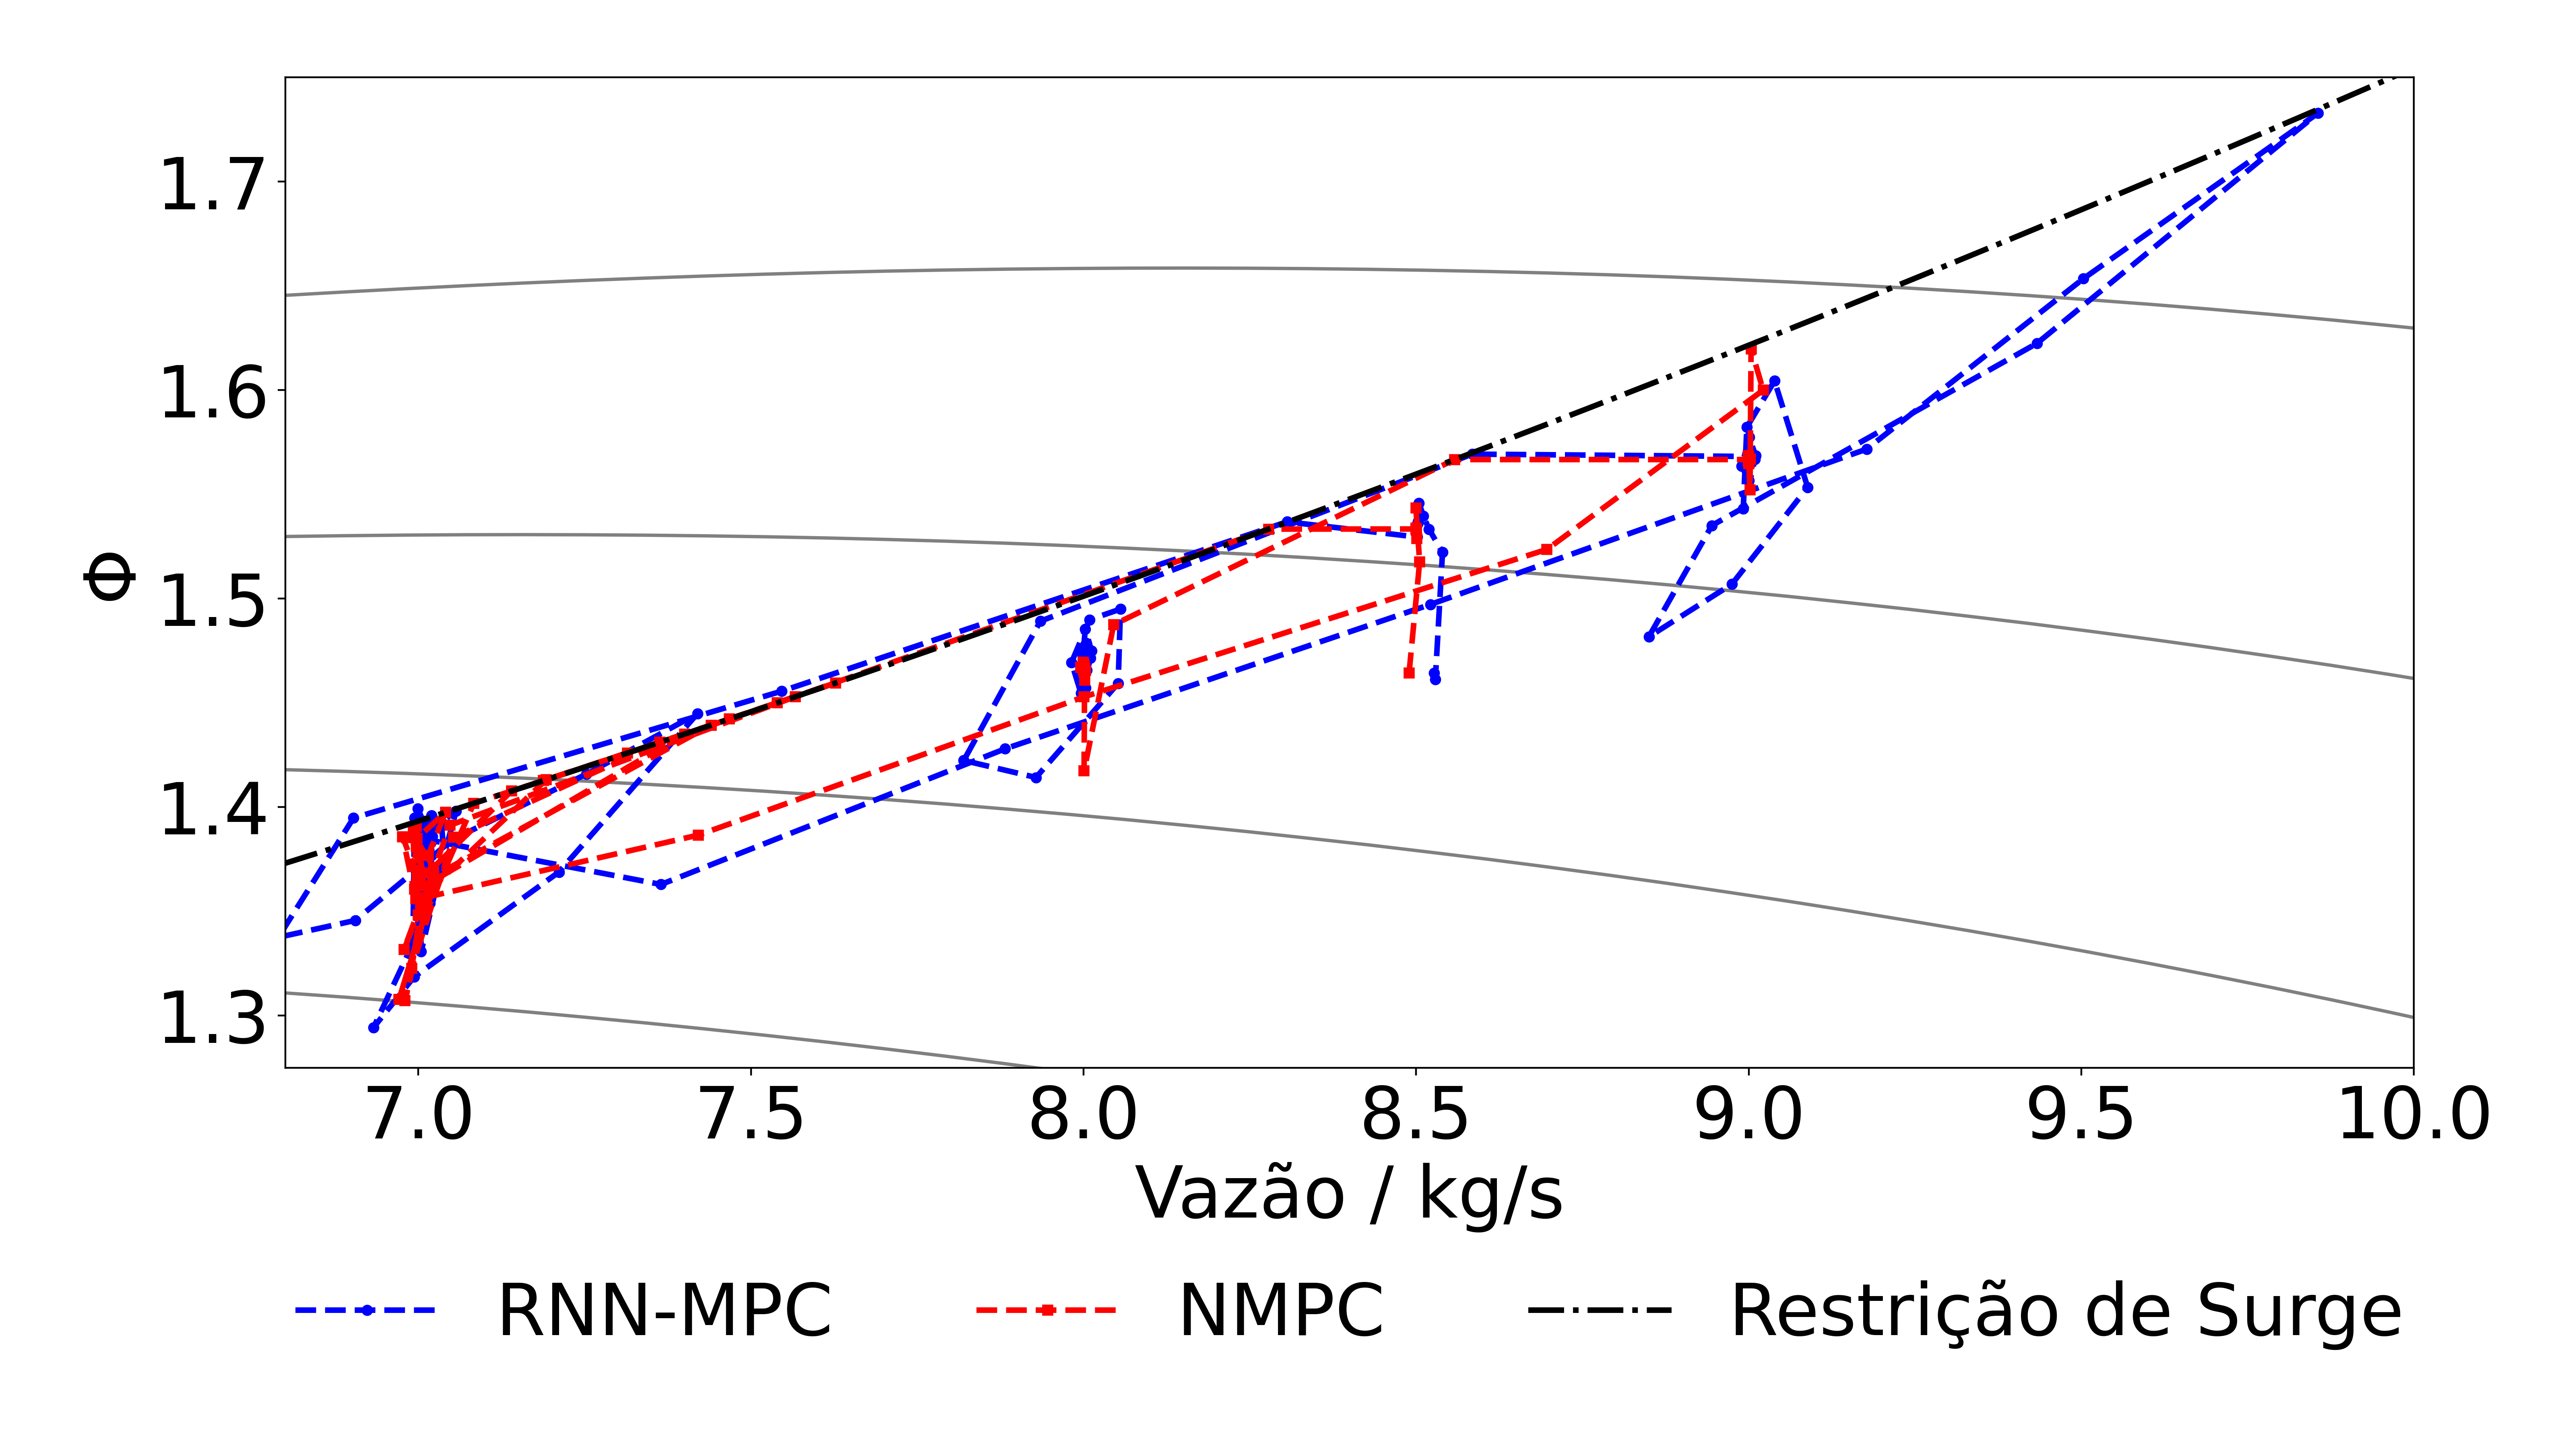 1.7
1.6
1.5
1.4
1.3
Φ
7.0 7.5 8.0 8.5 9.0 9.5 10.0
Vazão / kg/s
RNN-MPC NMPC Restrição de Surge